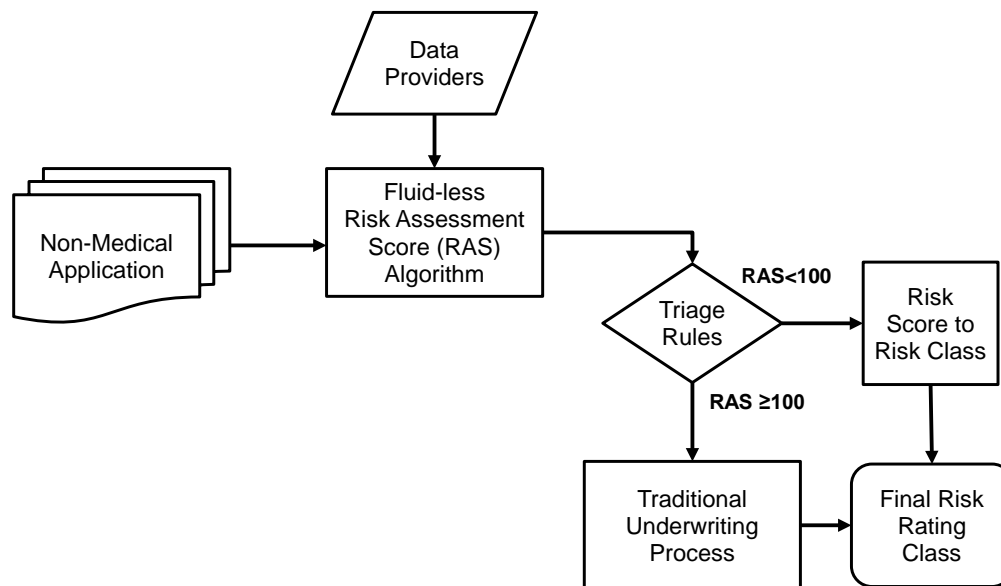 Data
Providers
Non-Medical
Application
Fluid-less
Risk Assessment
Score (RAS)
Algorithm
Triage
Rules
RAS<100
Risk
Score to
Risk Class
RAS ≥100
Traditional
Underwriting
Process
Final Risk
Rating
Class